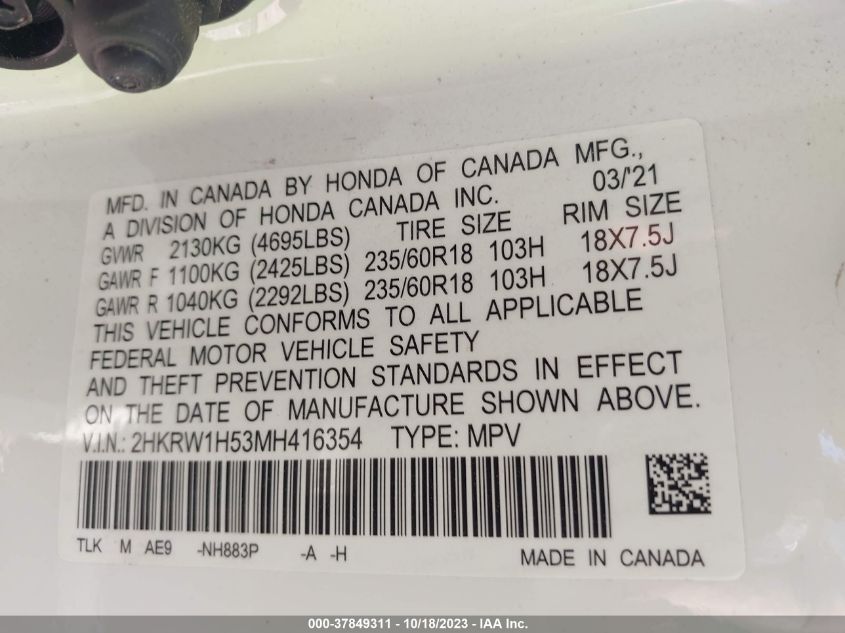 MFD. IN CANADA BY HONDA OF CANADA MFG.,
A DIVISION OF HONDA CANADA INC. 03/'21
GVWR 2130KG (4695LBS) TIRE SIZE RIM SIZE
GAWR F 1100KG (2425LBS) 235/60R18 103H 18X7.5J
GAWR R 1040KG (2292LBS) 235/60R18 103H 18X7.5J
THIS VEHICLE CONFORMS TO ALL APPLICABLE
FEDERAL MOTOR VEHICLE SAFETY
AND THEFT PREVENTION STANDARDS IN EFFECT
ON THE DATE OF MANUFACTURE SHOWN ABOVE.
V.I.N.: 2HKRW1H53MH416354 TYPE: MPV
TLK M AE9 -NH883P -A -H MADE IN CANADA
000-37849311 - 10/18/2023 - IAA Inc.